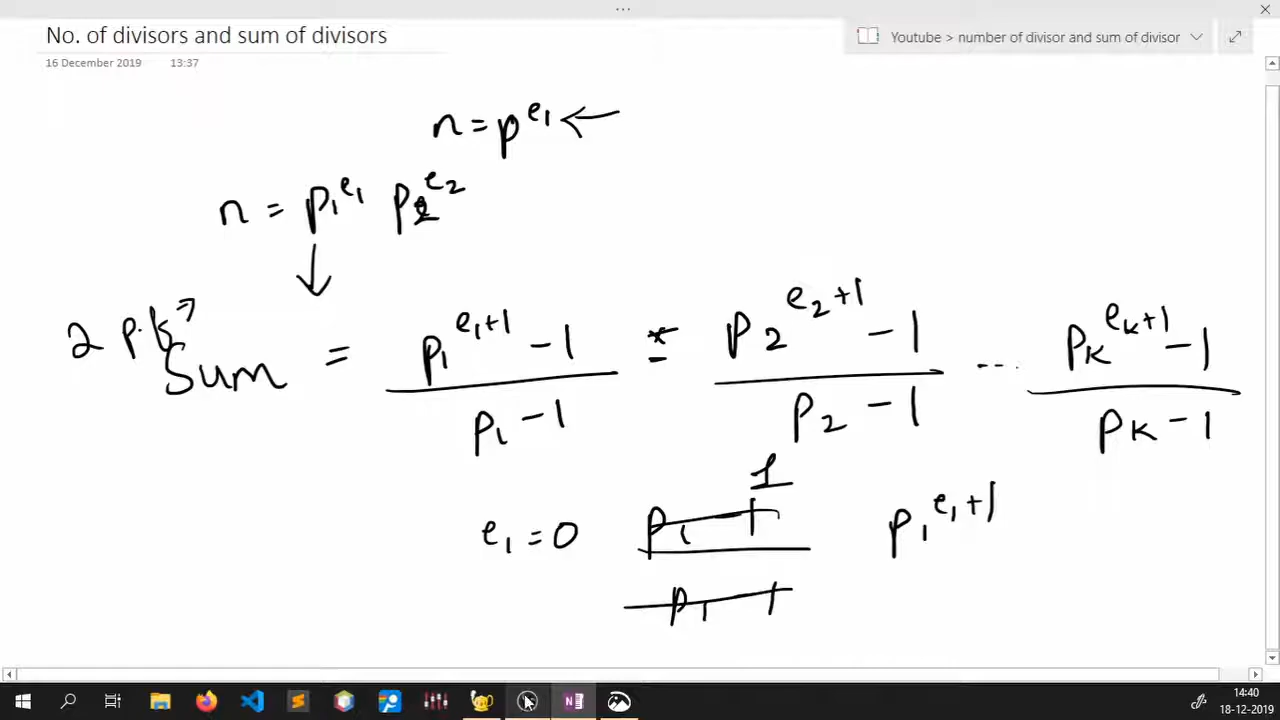 No. of divisors and sum of divisors
Youtube > number of divisor and sum of divisor
16 December 2019 13:37
n = p^e₁ ←
n = p₁^e₁ p₂^e₂
↓
Sum = (p₁^(e₁+1) - 1)/(p₁ - 1) * (p₂^(e₂+1) - 1)/(p₂ - 1) ... (pₖ^(eₖ+1) - 1)/(pₖ - 1)
1
e₁ = 0 (p₁ - 1)/(p₁ - 1) p₁^(e₁+1)
14:40
18-12-2019